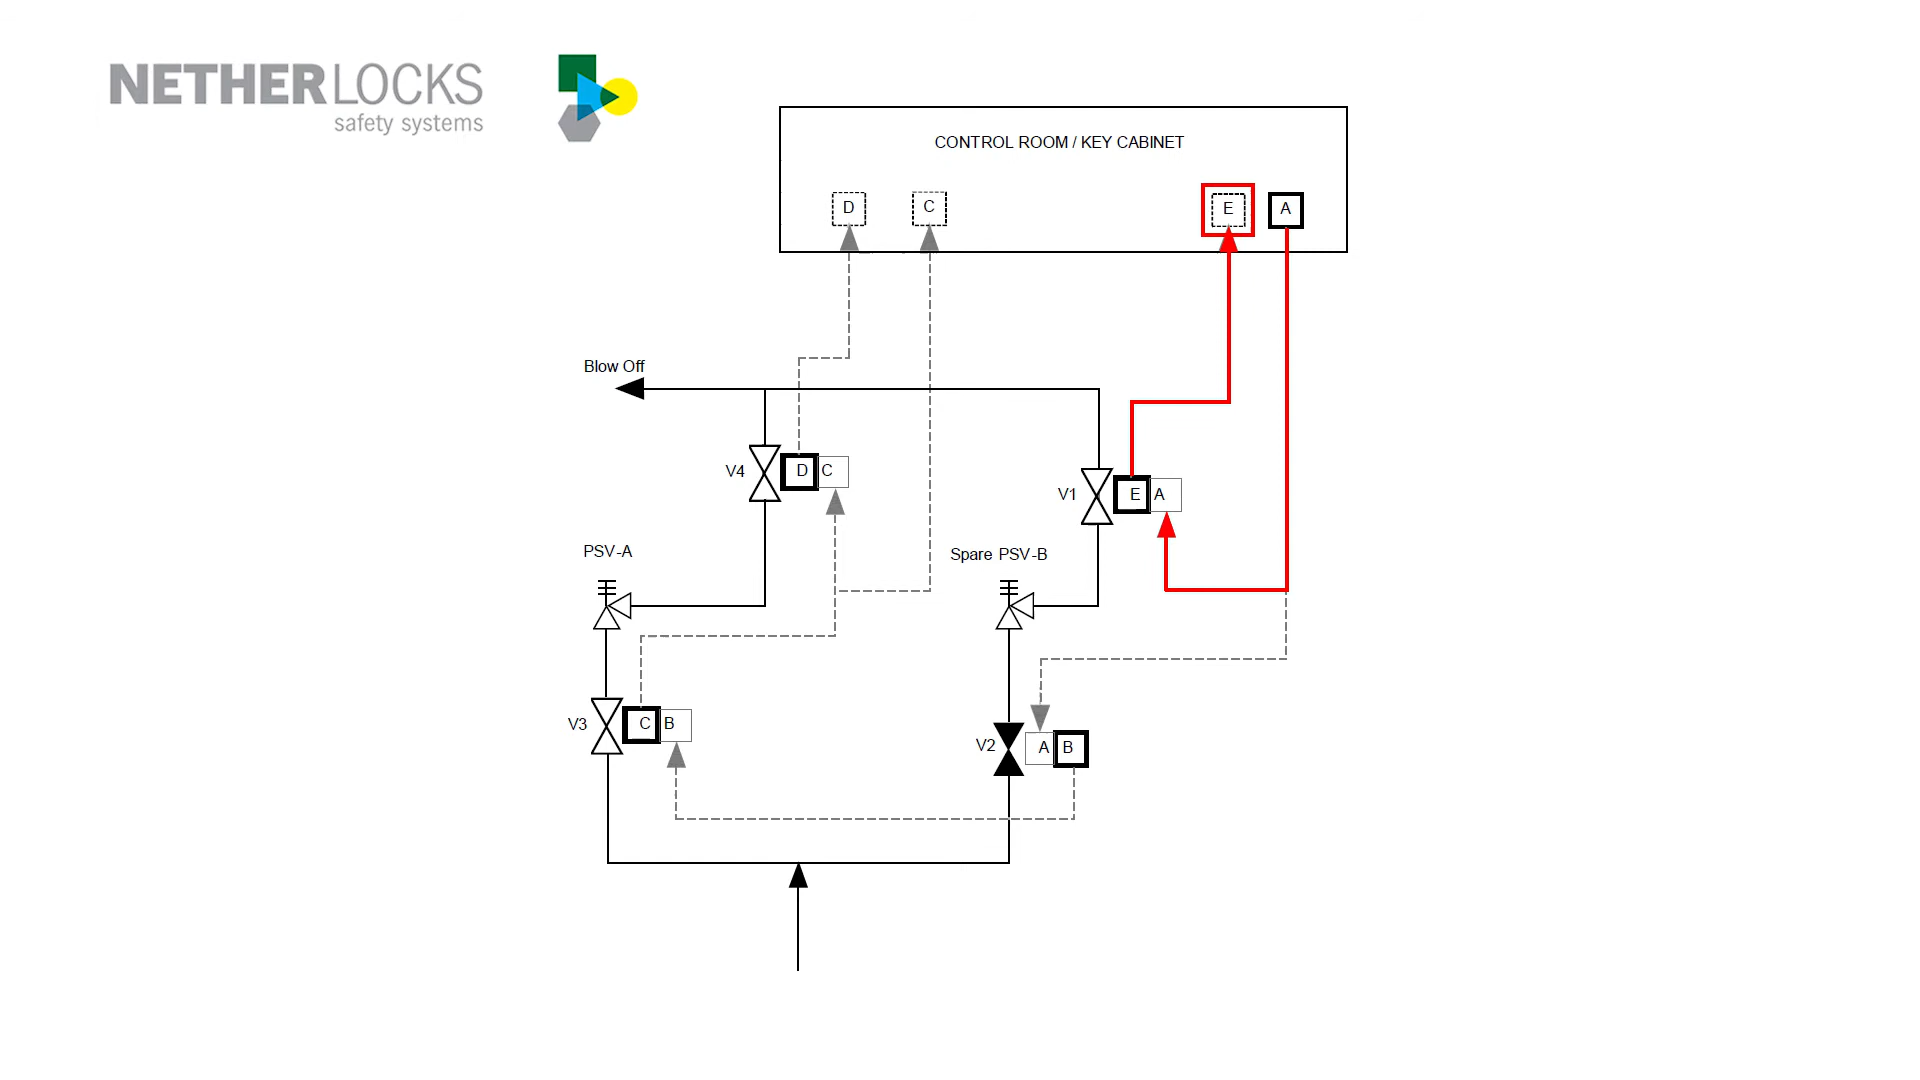 NETHERLOCKS
safety systems
CONTROL ROOM / KEY CABINET
D
C
E
A
Blow Off
V4
D
C
V1
E
A
PSV-A
Spare PSV-B
V3
C
B
V2
A
B